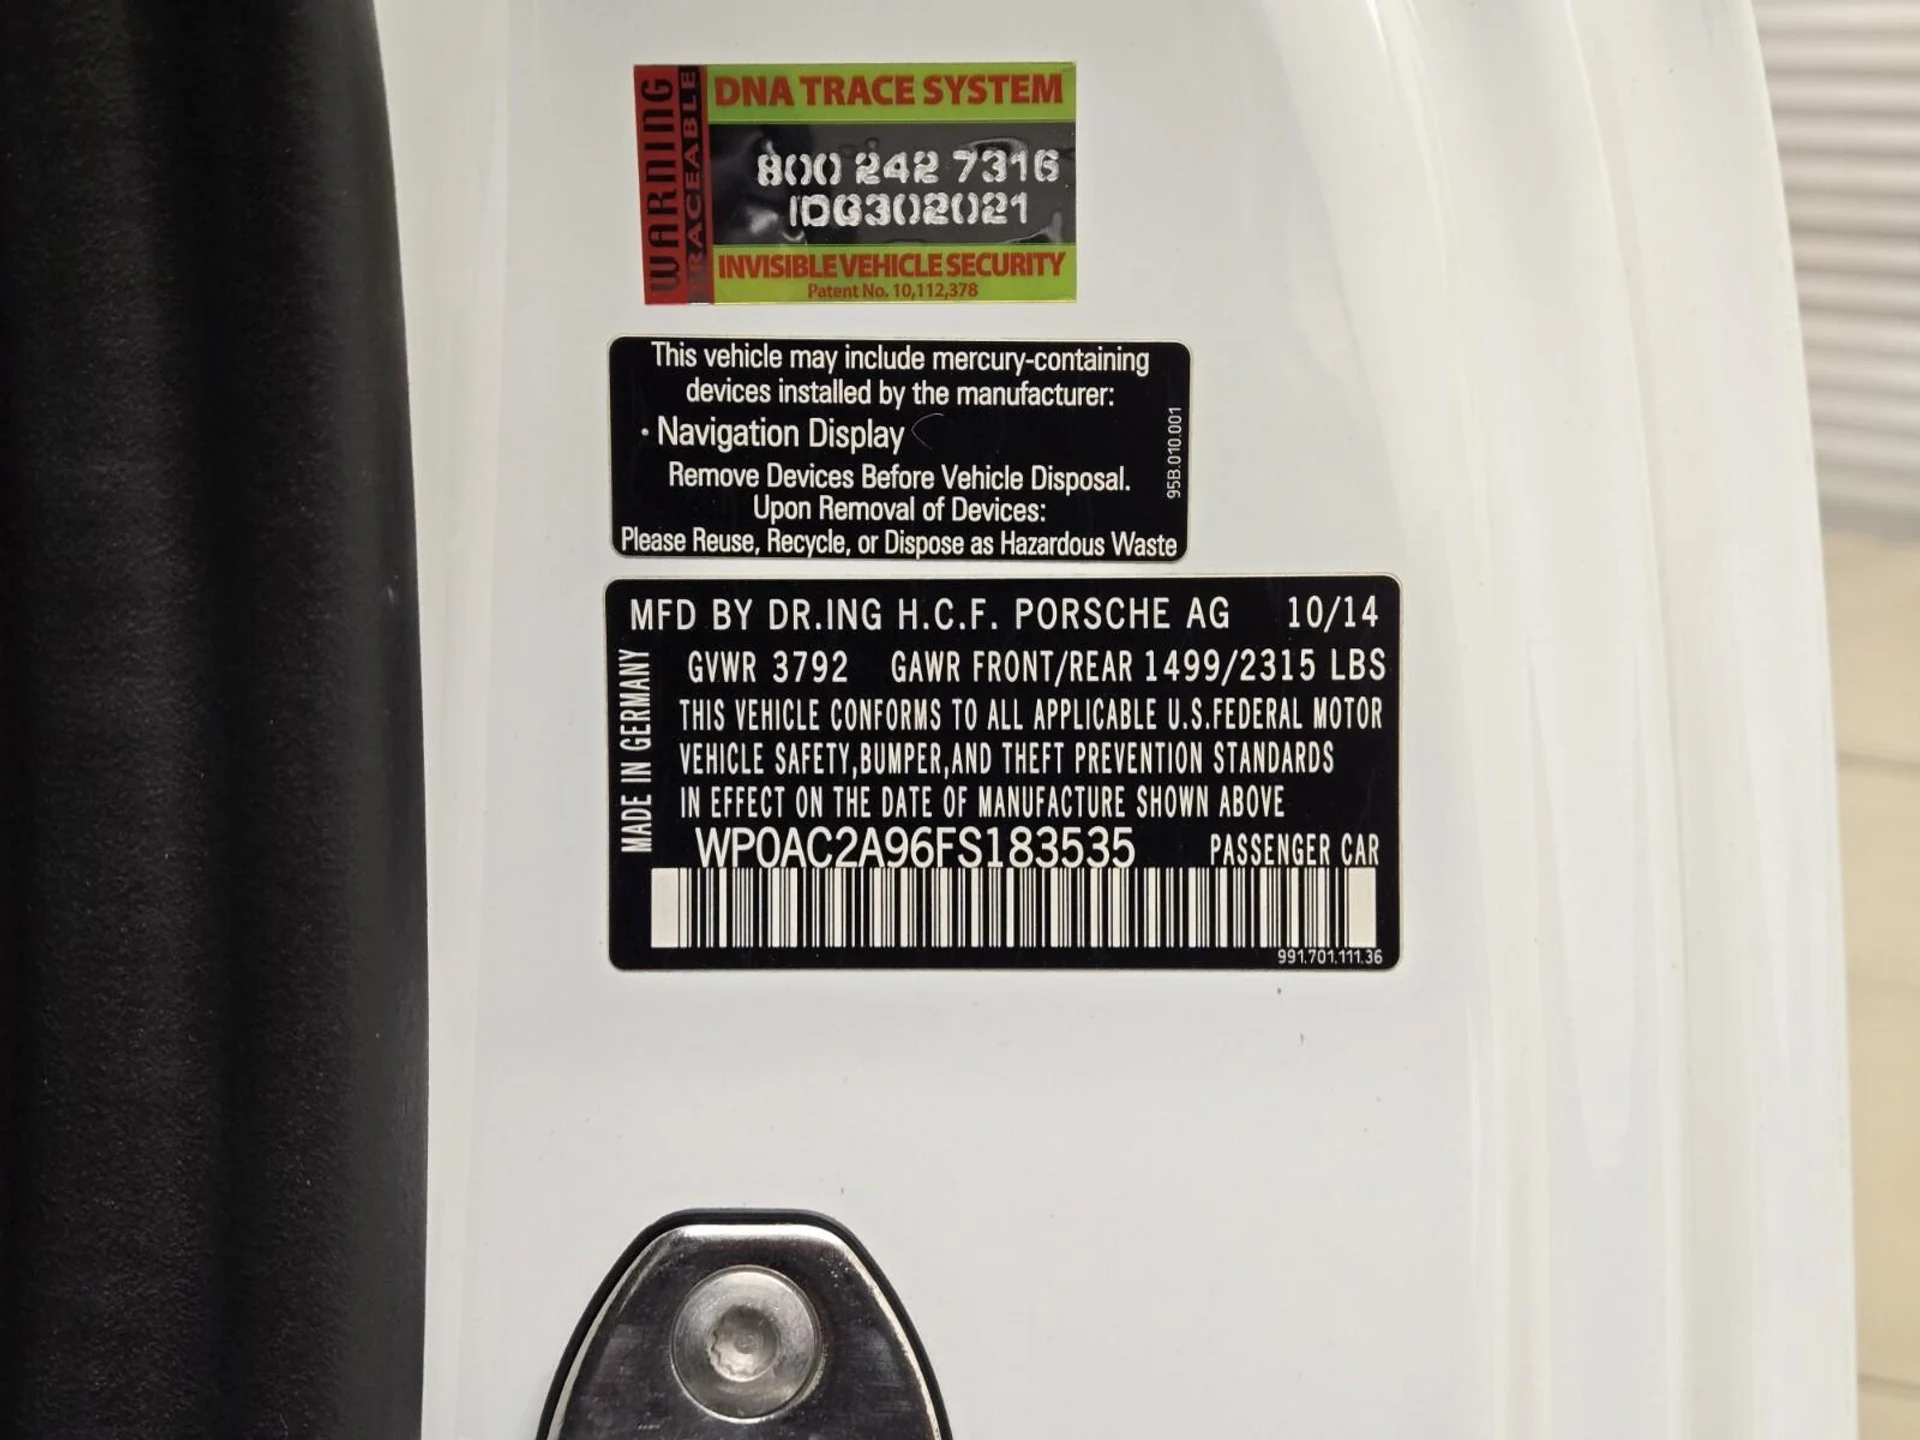 WARNING
TRACEABLE
DNA TRACE SYSTEM
800 242 7316
IDG302021
INVISIBLE VEHICLE SECURITY
Patent No. 10,112,378
This vehicle may include mercury-containing
devices installed by the manufacturer:
· Navigation Display
Remove Devices Before Vehicle Disposal.
Upon Removal of Devices:
Please Reuse, Recycle, or Dispose as Hazardous Waste
95B.010.001
MFD BY DR.ING H.C.F. PORSCHE AG 10/14
GVWR 3792 GAWR FRONT/REAR 1499/2315 LBS
THIS VEHICLE CONFORMS TO ALL APPLICABLE U.S.FEDERAL MOTOR
VEHICLE SAFETY,BUMPER,AND THEFT PREVENTION STANDARDS
IN EFFECT ON THE DATE OF MANUFACTURE SHOWN ABOVE
MADE IN GERMANY
WP0AC2A96FS183535 PASSENGER CAR
991.701.111.36